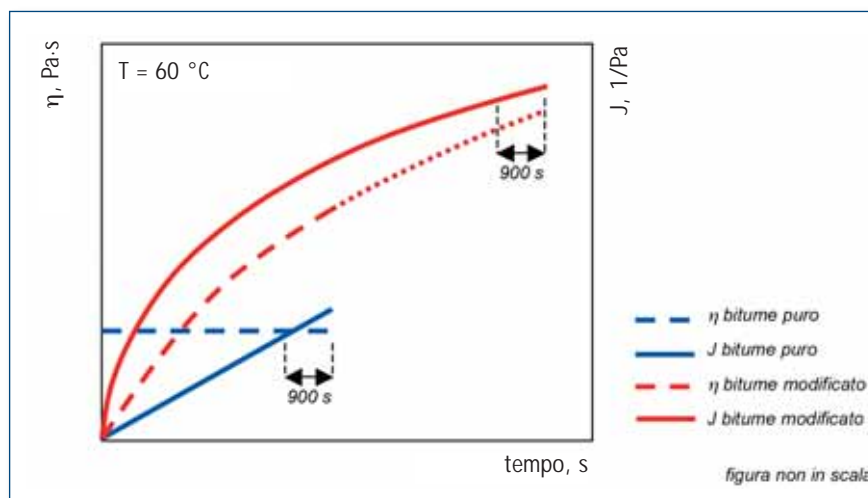 η, Pa·s
T = 60 °C
J, 1/Pa
900 s
900 s
tempo, s
η bitume puro
J bitume puro
η bitume modificato
J bitume modificato
figura non in scala